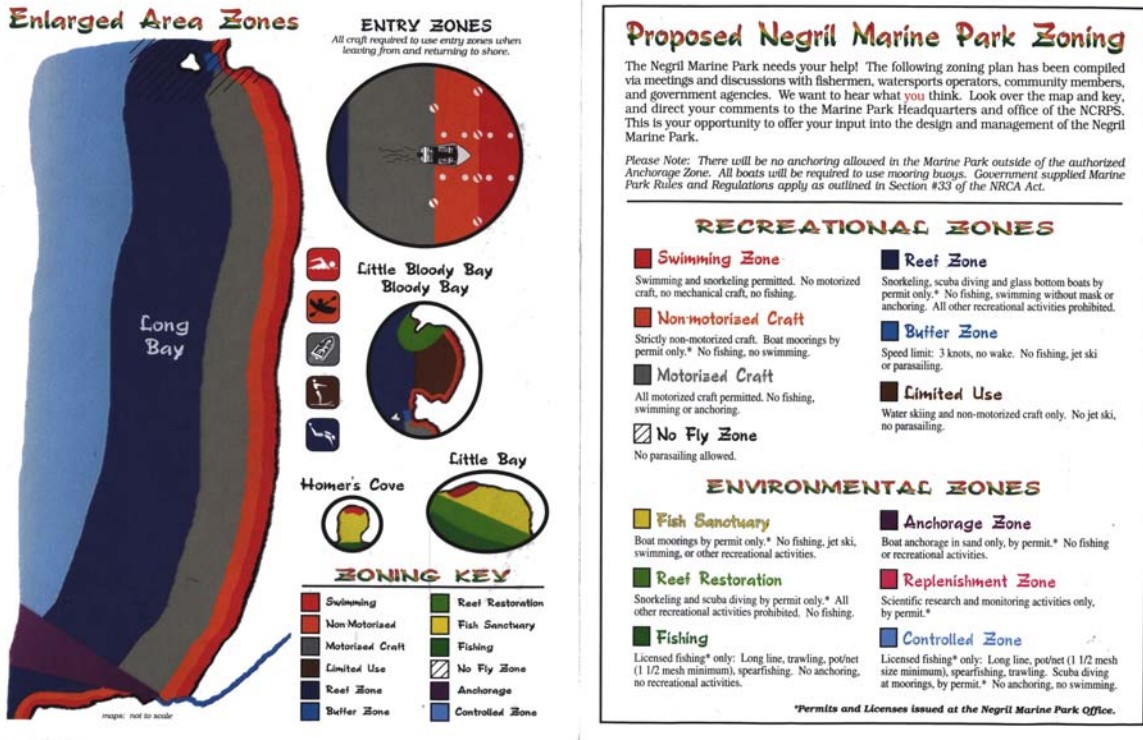 Enlarged Area Zones
Long
Bay
maps: not to scale
ENTRY ZONES
All craft required to use entry zones when
leaving from and returning to shore.
Little Bloody Bay
Bloody Bay
Little Bay
Homer's Cove
ZONING KEY
Swimming
Non Motorized
Motorized Craft
Limited Use
Reef Zone
Buffer Zone
Reef Restoration
Fish Sanctuary
Fishing
No Fly Zone
Anchorage
Controlled Zone
Proposed Negril Marine Park Zoning
The Negril Marine Park needs your help! The following zoning plan has been compiled
via meetings and discussions with fishermen, watersports operators, community members,
and government agencies. We want to hear what you think. Look over the map and key,
and direct your comments to the Marine Park Headquarters and office of the NCRPS.
This is your opportunity to offer your input into the design and management of the Negril
Marine Park.
Please Note: There will be no anchoring allowed in the Marine Park outside of the authorized
Anchorage Zone. All boats will be required to use mooring buoys. Government supplied Marine
Park Rules and Regulations apply as outlined in Section #33 of the NRCA Act.
RECREATIONAL ZONES
Swimming Zone
Swimming and snorkeling permitted. No motorized
craft, no mechanical craft, no fishing.
Non-motorized Craft
Strictly non-motorized craft. Boat moorings by
permit only.* No fishing, no swimming.
Motorized Craft
All motorized craft permitted. No fishing,
swimming or anchoring.
No Fly Zone
No parasailing allowed.
Reef Zone
Snorkeling, scuba diving and glass bottom boats by
permit only.* No fishing, swimming without mask or
anchoring. All other recreational activities prohibited.
Buffer Zone
Speed limit: 3 knots, no wake. No fishing, jet ski
or parasailing.
Limited Use
Water skiing and non-motorized craft only. No jet ski,
no parasailing.
ENVIRONMENTAL ZONES
Fish Sanctuary
Boat moorings by permit only.* No fishing, jet ski,
swimming, or other recreational activities.
Reef Restoration
Snorkeling and scuba diving by permit only.* All
other recreational activities prohibited. No fishing.
Fishing
Licensed fishing* only: Long line, trawling, pot/net
(1 1/2 mesh minimum), spearfishing. No anchoring,
no recreational activities.
Anchorage Zone
Boat anchorage in sand only, by permit.* No fishing
or recreational activities.
Replenishment Zone
Scientific research and monitoring activities only,
by permit.*
Controlled Zone
Licensed fishing* only: Long line, pot/net (1 1/2 mesh
size minimum), spearfishing, trawling. Scuba diving
at moorings, by permit.* No anchoring, no swimming.
*Permits and Licenses issued at the Negril Marine Park Office.